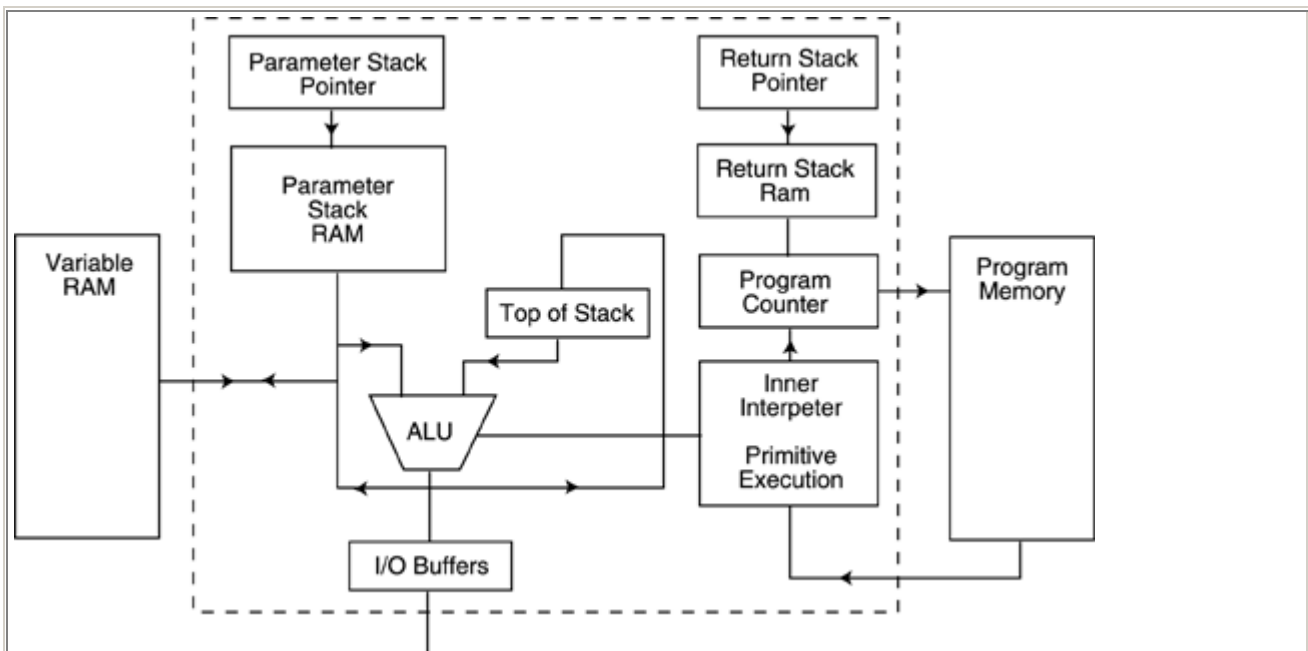 Parameter Stack
Pointer
Return Stack
Pointer
Parameter
Stack
RAM
Return Stack
Ram
Variable
RAM
Top of Stack
Program
Counter
Program
Memory
ALU
Inner
Interpeter
Primitive
Execution
I/O Buffers